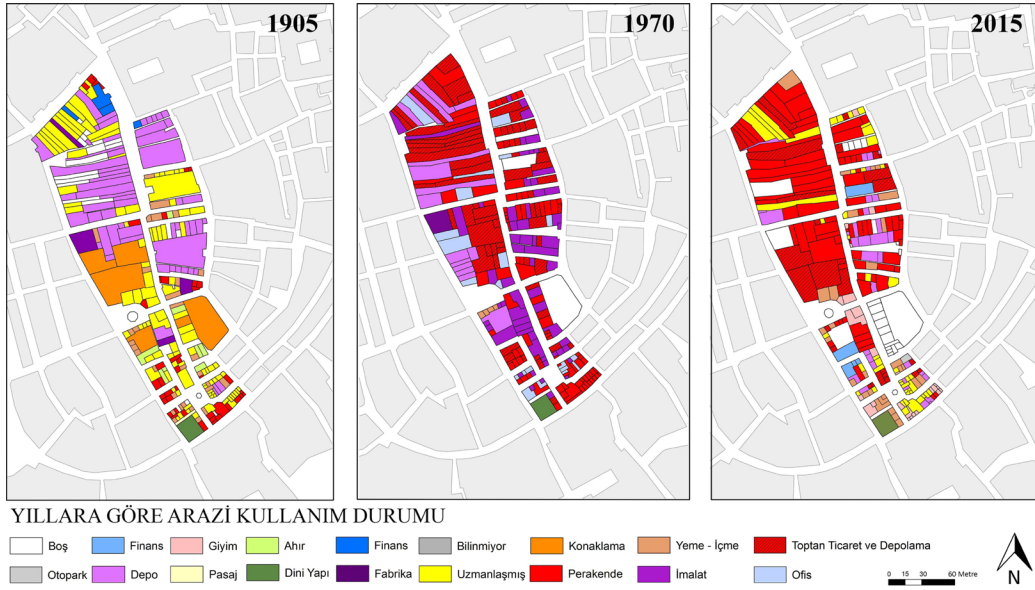 1905
1970
2015
YILLARA GÖRE ARAZİ KULLANIM DURUMU
Boş Finans Giyim Ahır Finans Bilinmiyor Konaklama Yeme - İçme Toptan Ticaret ve Depolama
Otopark Depo Pasaj Dini Yapı Fabrika Uzmanlaşmış Perakende İmalat Ofis
0 15 30 60 Metre
N